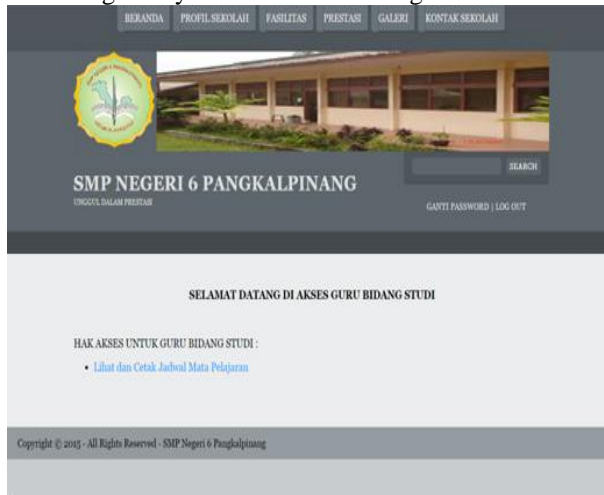 BERANDA PROFIL SEKOLAH FASILITAS PRESTASI GALERI KONTAK SEKOLAH
SEARCH
SMP NEGERI 6 PANGKALPINANG
UNGGUL DALAM PRESTASI
GANTI PASSWORD | LOG OUT
SELAMAT DATANG DI AKSES GURU BIDANG STUDI
HAK AKSES UNTUK GURU BIDANG STUDI :
• Lihat dan Cetak Jadwal Mata Pelajaran
Copyright © 2015 - All Rights Reserved - SMP Negeri 6 Pangkalpinang